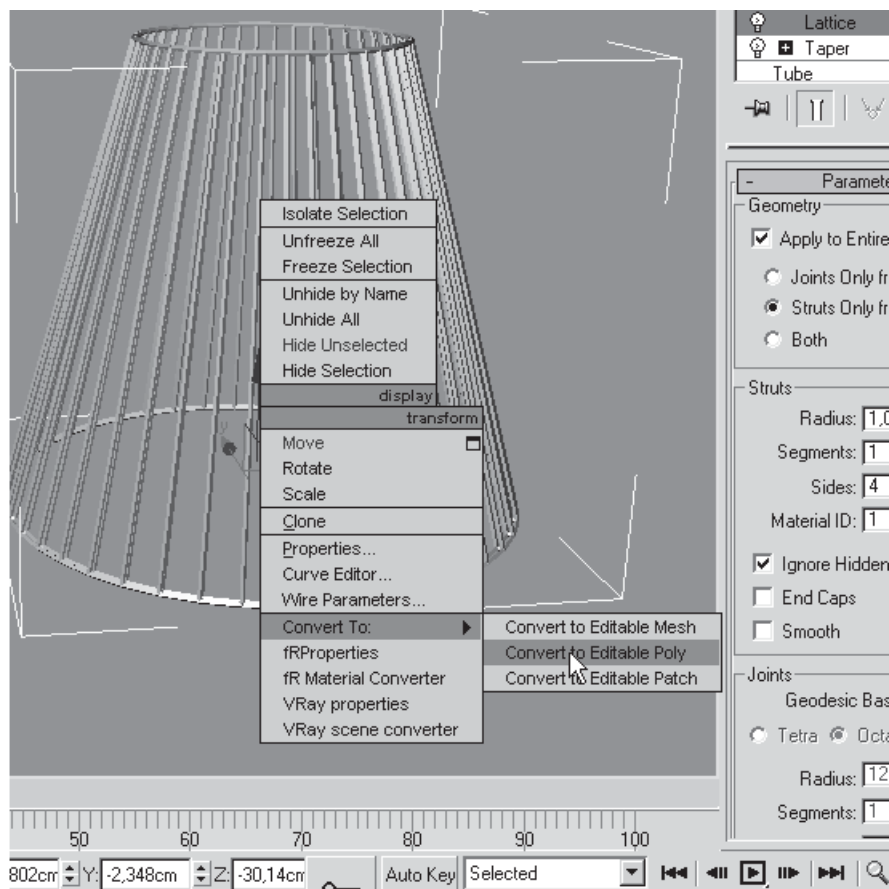 Lattice
Taper
Tube
- Paramete
Geometry
Apply to Entire
Joints Only fr
Struts Only fr
Both
Struts
Radius: 1,0
Segments: 1
Sides: 4
Material ID: 1
Ignore Hidden
End Caps
Smooth
Joints
Geodesic Bas
Tetra Octa
Radius: 12
Segments: 1
Isolate Selection
Unfreeze All
Freeze Selection
Unhide by Name
Unhide All
Hide Unselected
Hide Selection
display
transform
Move
Rotate
Scale
Clone
Properties...
Curve Editor...
Wire Parameters...
Convert To:
fRProperties
fR Material Converter
VRay properties
VRay scene converter
Convert to Editable Mesh
Convert to Editable Poly
Convert to Editable Patch
50 60 70 80 90 100
802cm Y: -2,348cm Z: -30,14cm Auto Key Selected